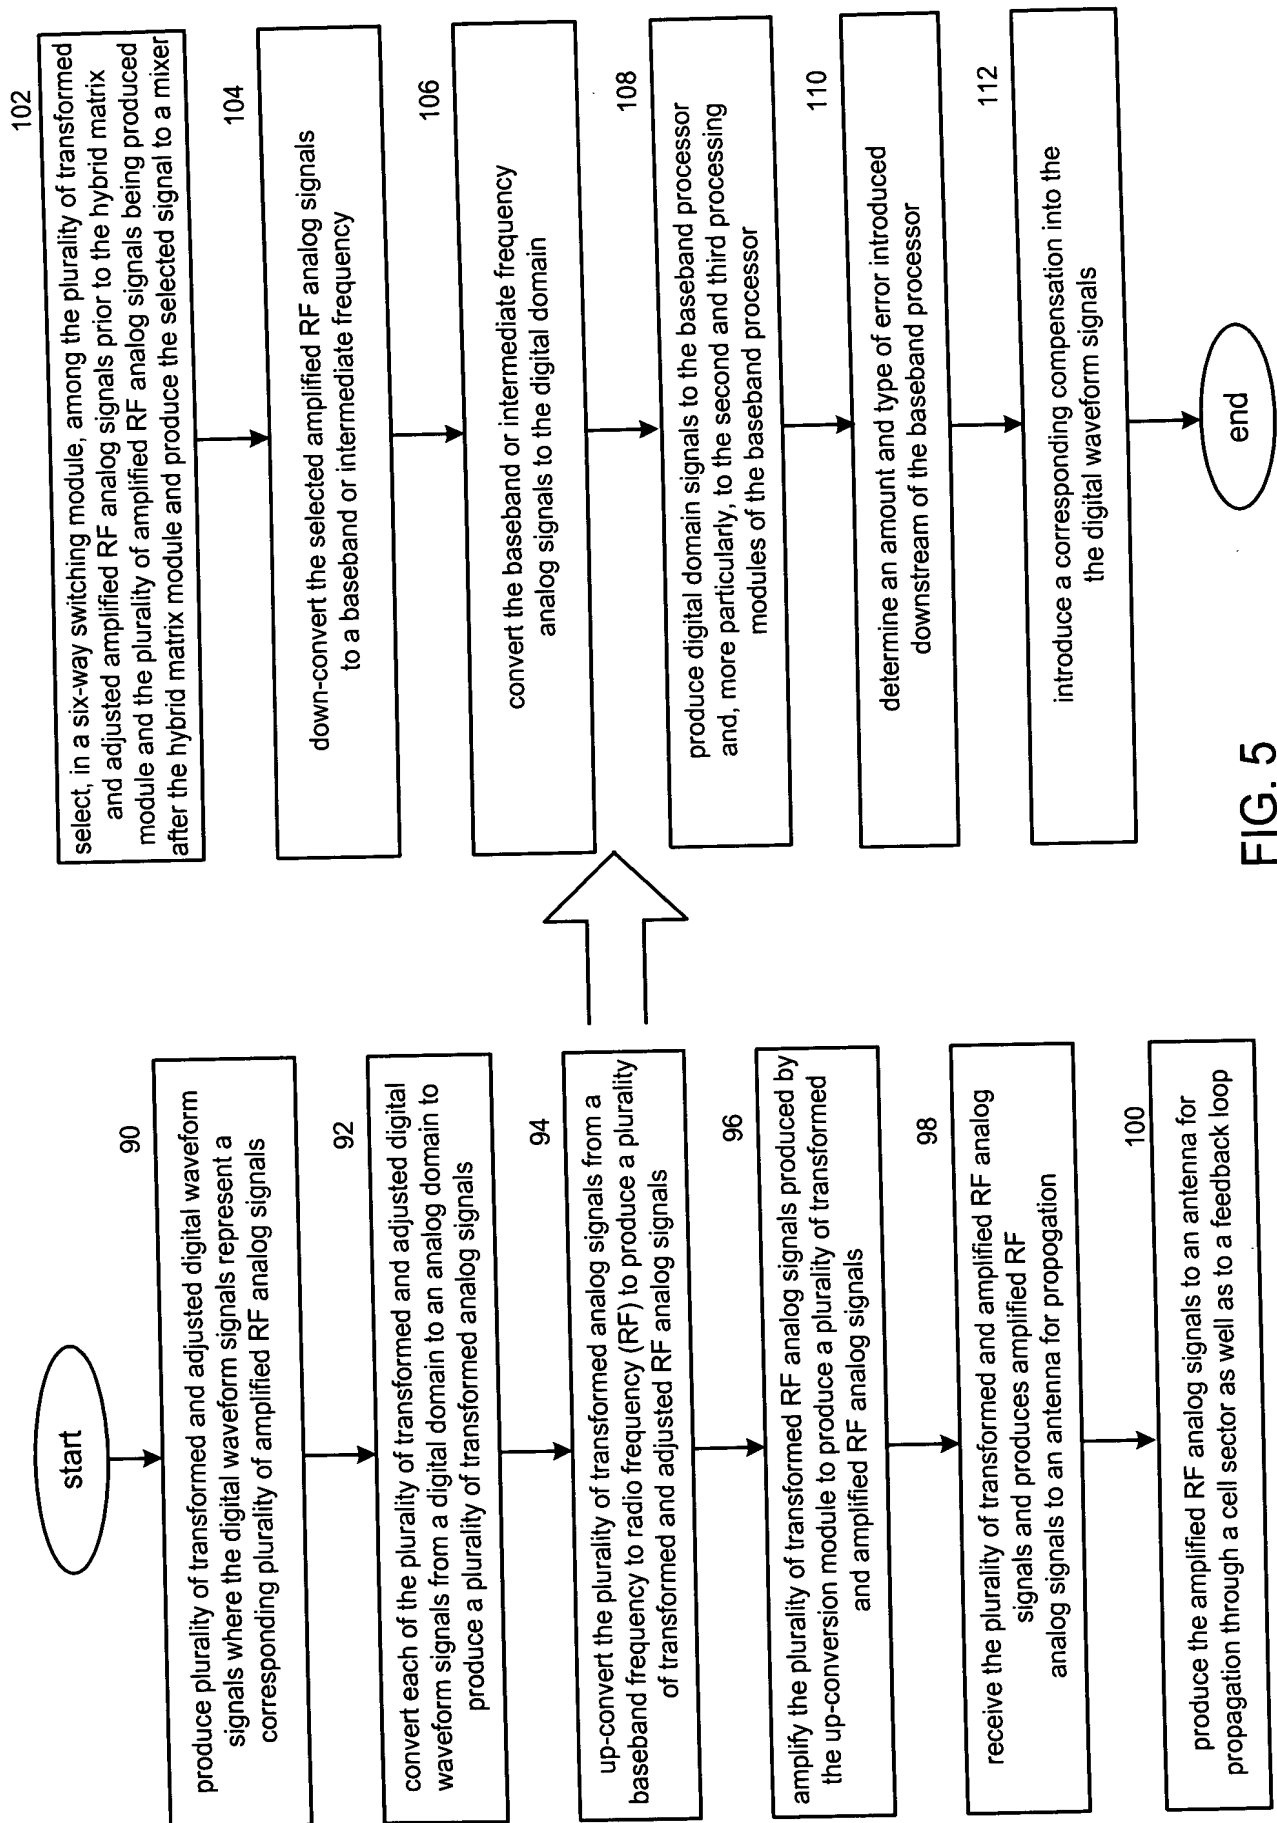 start
90
produce plurality of transformed and adjusted digital waveform
signals where the digital waveform signals represent a
corresponding plurality of amplified RF analog signals
92
convert each of the plurality of transformed and adjusted digital
waveform signals from a digital domain to an analog domain to
produce a plurality of transformed analog signals
94
up-convert the plurality of transformed analog signals from a
baseband frequency to radio frequency (RF) to produce a plurality
of transformed and adjusted RF analog signals
96
amplify the plurality of transformed RF analog signals produced by
the up-conversion module to produce a plurality of transformed
and amplified RF analog signals
98
receive the plurality of transformed and amplified RF analog
signals and produces amplified RF
analog signals to an antenna for propogation
100
produce the amplified RF analog signals to an antenna for
propagation through a cell sector as well as to a feedback loop
102
select, in a six-way switching module, among the plurality of transformed
and adjusted amplified RF analog signals prior to the hybrid matrix
module and the plurality of amplified RF analog signals being produced
after the hybrid matrix module and produce the selected signal to a mixer
104
down-convert the selected amplified RF analog signals
to a baseband or intermediate frequency
106
convert the baseband or intermediate frequency
analog signals to the digital domain
108
produce digital domain signals to the baseband processor
and, more particularly, to the second and third processing
modules of the baseband processor
110
determine an amount and type of error introduced
downstream of the baseband processor
112
introduce a corresponding compensation into the
the digital waveform signals
end
FIG. 5